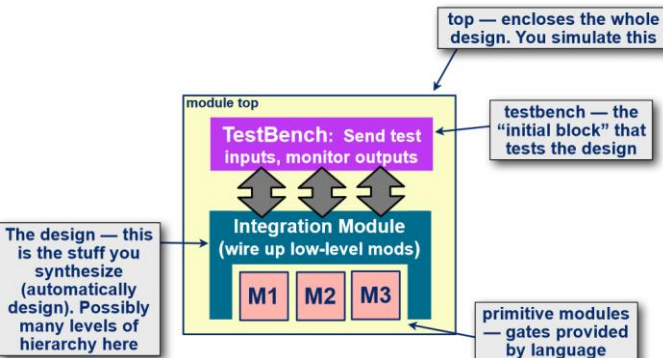 top — encloses the whole
design. You simulate this
module top
TestBench: Send test
inputs, monitor outputs
testbench — the
“initial block” that
tests the design
Integration Module
(wire up low-level mods)
The design — this
is the stuff you
synthesize
(automatically
design). Possibly
many levels of
hierarchy here
M1 M2 M3
primitive modules
— gates provided
by language